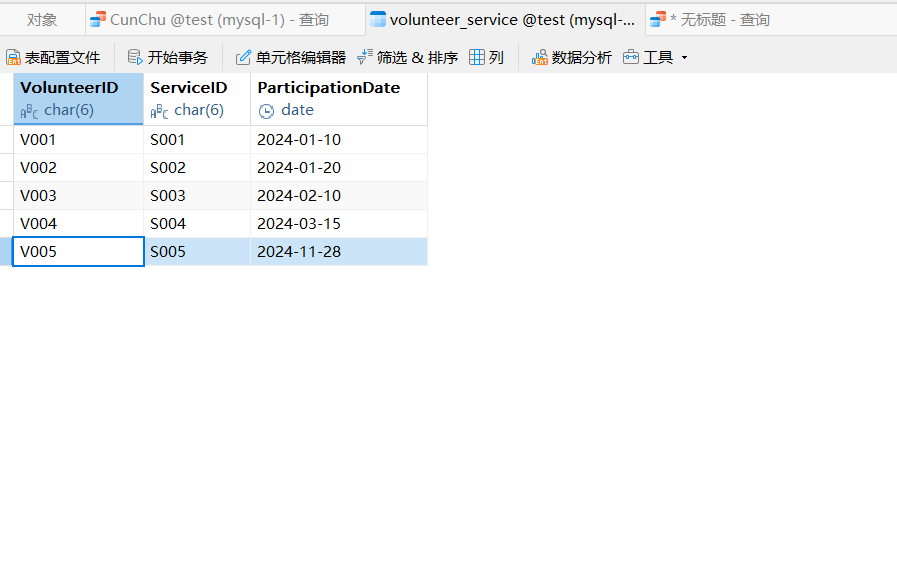 对象 CunChu @test (mysql-1) - 查询 volunteer_service @test (mysql-... * 无标题 - 查询
表配置文件 开始事务 单元格编辑器 筛选 & 排序 列 数据分析 工具
VolunteerID ServiceID ParticipationDate
char(6) char(6) date
V001 S001 2024-01-10
V002 S002 2024-01-20
V003 S003 2024-02-10
V004 S004 2024-03-15
V005 S005 2024-11-28